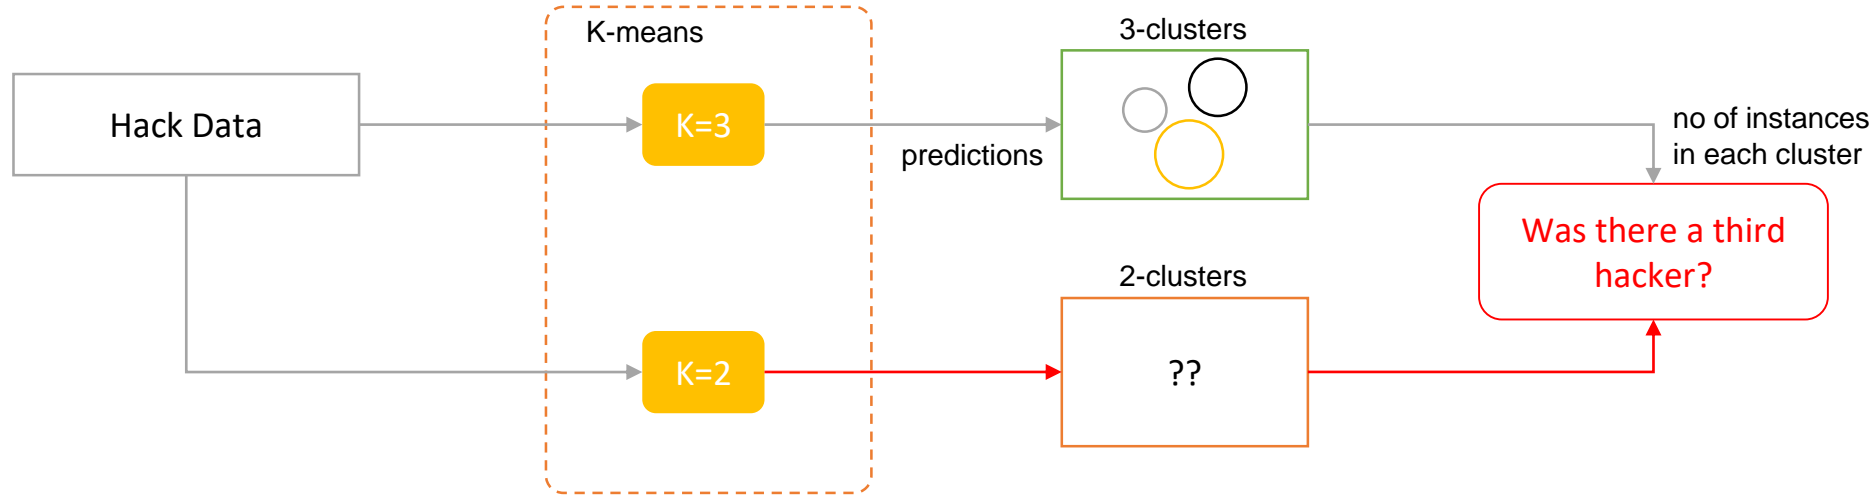 K-means
3-clusters
Hack Data
K=3
predictions
no of instances
in each cluster
Was there a third
hacker?
2-clusters
K=2
??